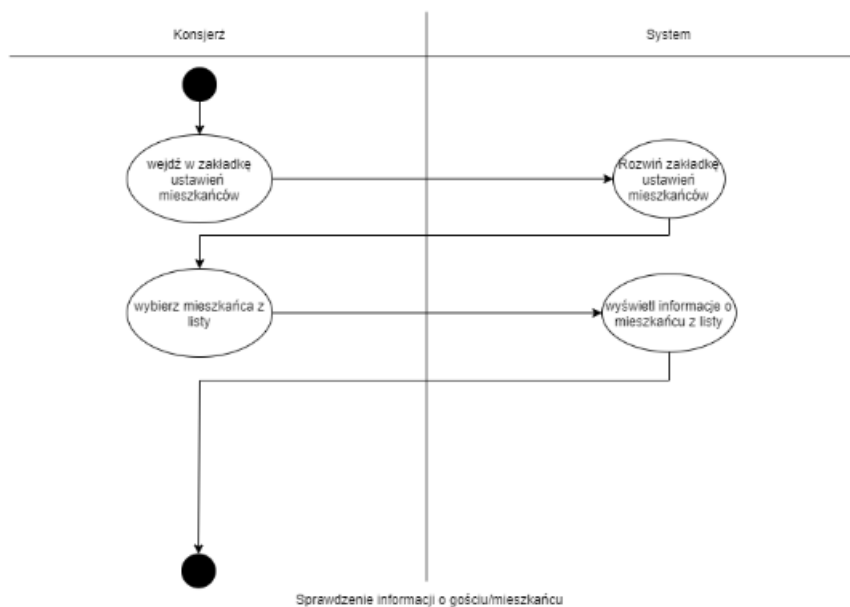 Konsjerż
System
wejdź w zakładkę
ustawień
mieszkańców
Rozwiń zakładkę
ustawień
mieszkańców
wybierz mieszkańca z
listy
wyświetl informacje o
mieszkańcu z listy
Sprawdzenie informacji o gościu/mieszkańcu